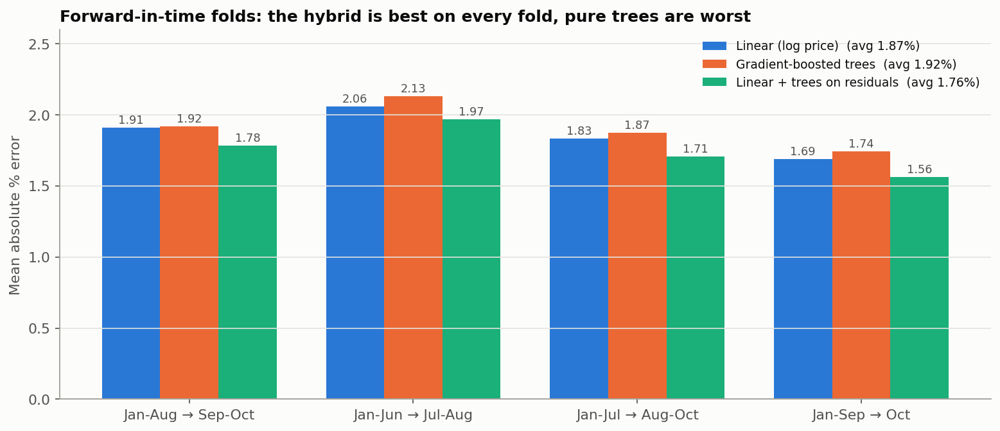 Forward-in-time folds: the hybrid is best on every fold, pure trees are worst
Linear (log price)  (avg 1.87%)
Gradient-boosted trees  (avg 1.92%)
Linear + trees on residuals  (avg 1.76%)
Mean absolute % error
2.5
2.0
1.5
1.0
0.5
0.0
1.91
1.92
1.78
2.06
2.13
1.97
1.83
1.87
1.71
1.69
1.74
1.56
Jan-Aug → Sep-Oct
Jan-Jun → Jul-Aug
Jan-Jul → Aug-Oct
Jan-Sep → Oct